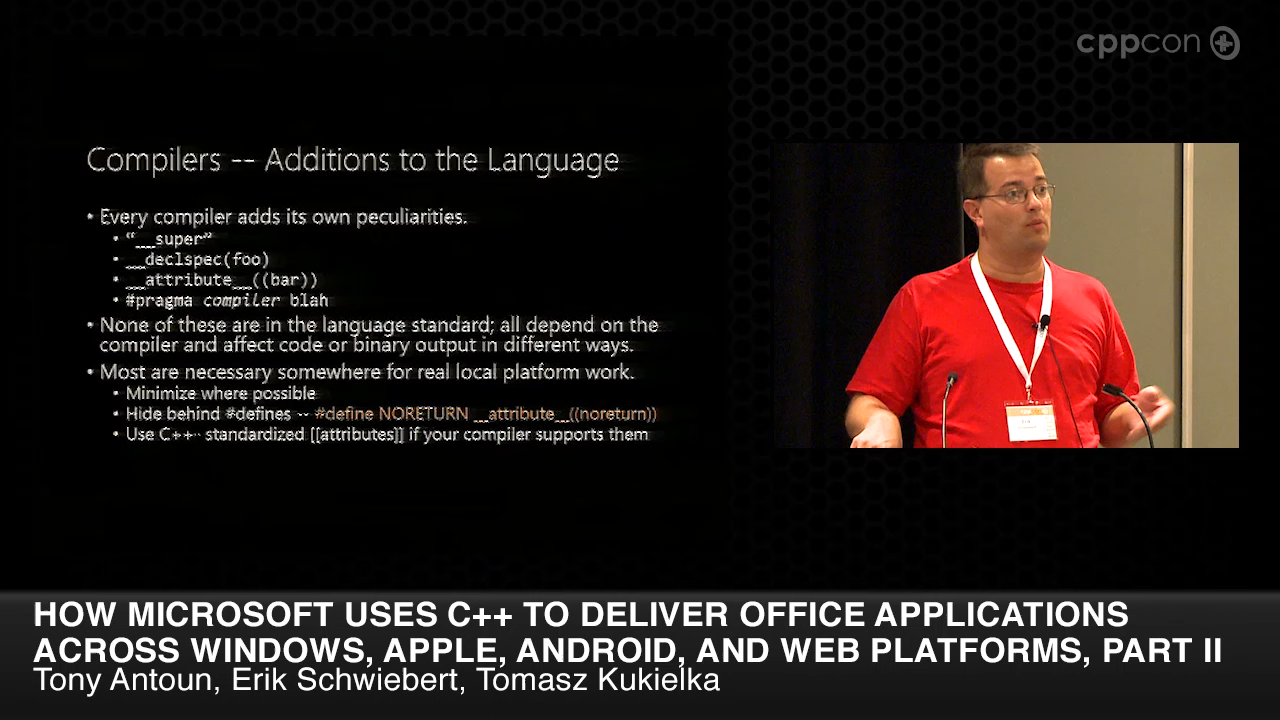 cppcon
Compilers -- Additions to the Language
• Every compiler adds its own peculiarities.
• “__super”
• __declspec(foo)
• __attribute__((bar))
• #pragma compiler blah
• None of these are in the language standard; all depend on the
compiler and affect code or binary output in different ways.
• Most are necessary somewhere for real local platform work.
• Minimize where possible
• Hide behind #defines -- #define NORETURN __attribute__((noreturn))
• Use C++ standardized [[attributes]] if your compiler supports them
HOW MICROSOFT USES C++ TO DELIVER OFFICE APPLICATIONS
ACROSS WINDOWS, APPLE, ANDROID, AND WEB PLATFORMS, PART II
Tony Antoun, Erik Schwiebert, Tomasz Kukielka